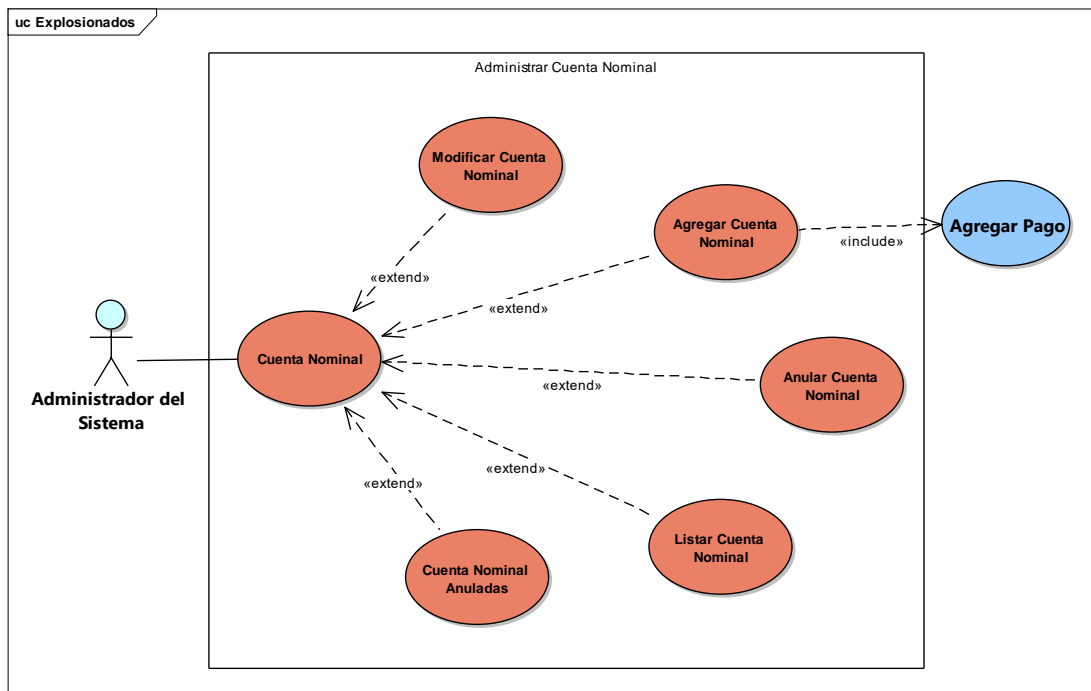 uc Explosionados
Administrar Cuenta Nominal
Modificar Cuenta
Nominal
Agregar Cuenta
Nominal
Agregar Pago
«include»
«extend»
«extend»
Cuenta Nominal
Administrador del
Sistema
«extend»
Anular Cuenta
Nominal
«extend»
«extend»
Listar Cuenta
Nominal
Cuenta Nominal
Anuladas